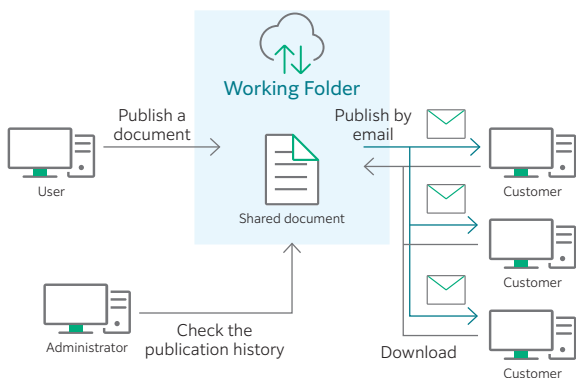 Working Folder
Publish a
document
Publish by
email
User
Shared document
Customer
Customer
Administrator
Check the
publication history
Download
Customer